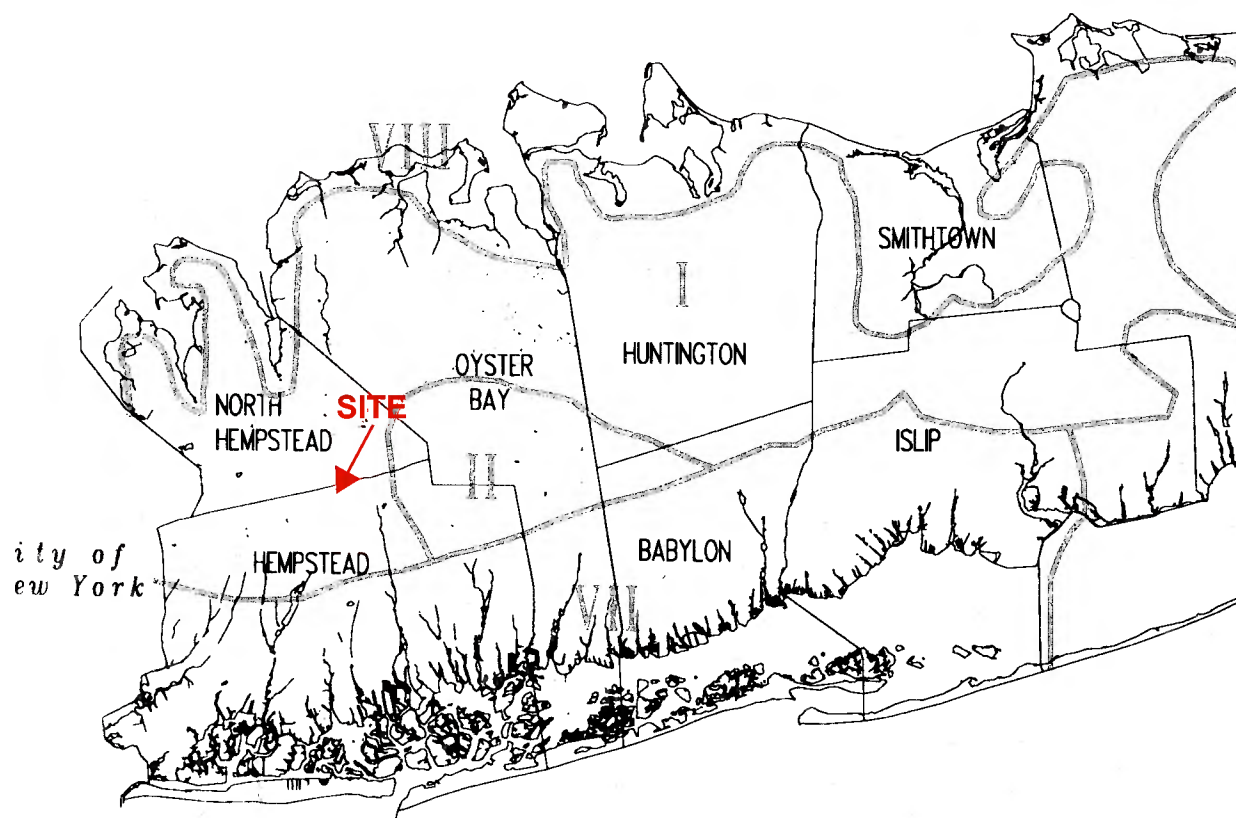 VIII
SMITHTOWN
I
HUNTINGTON
OYSTER
BAY
NORTH
HEMPSTEAD
SITE
ISLIP
II
HEMPSTEAD
BABYLON
ity of
ew York
VII